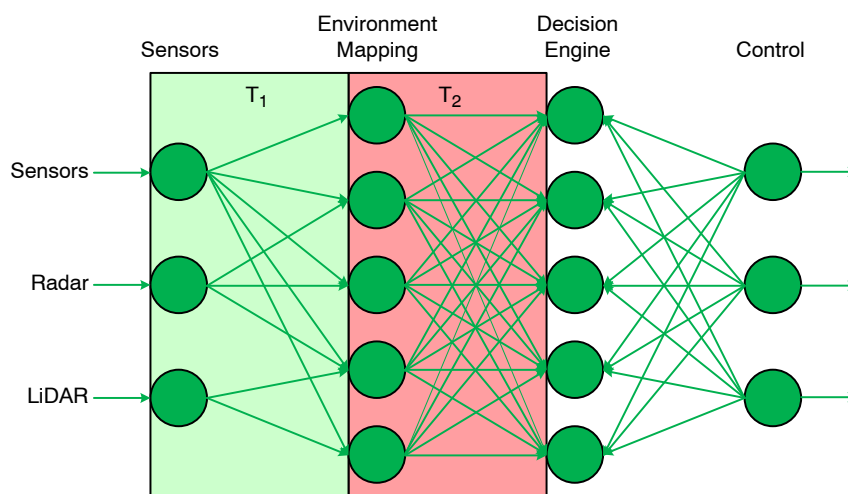 Sensors
Environment
Mapping
Decision
Engine
Control
T₁
T₂
Sensors
Radar
LiDAR